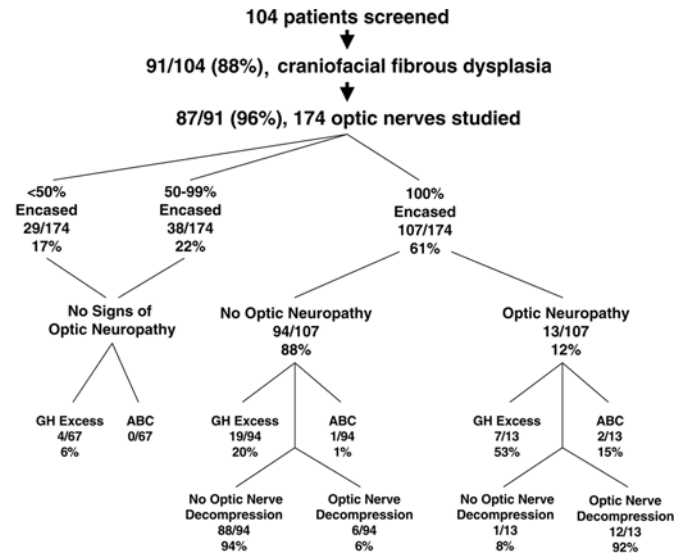 104 patients screened
91/104 (88%), craniofacial fibrous dysplasia
87/91 (96%), 174 optic nerves studied
<50%
Encased
29/174
17%
50-99%
Encased
38/174
22%
100%
Encased
107/174
61%
No Signs of
Optic Neuropathy
No Optic Neuropathy
94/107
88%
Optic Neuropathy
13/107
12%
GH Excess
4/67
6%
ABC
0/67
GH Excess
19/94
20%
ABC
1/94
1%
GH Excess
7/13
53%
ABC
2/13
15%
No Optic Nerve
Decompression
88/94
94%
Optic Nerve
Decompression
6/94
6%
No Optic Nerve
Decompression
1/13
8%
Optic Nerve
Decompression
12/13
92%